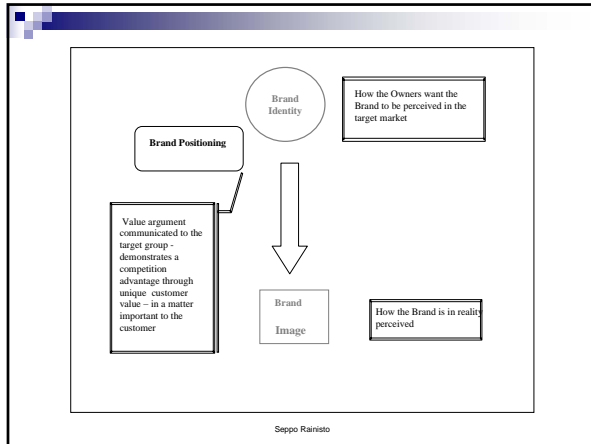 Brand
Identity
How the Owners want the
Brand to be perceived in the
target market
Brand Positioning
Value argument
communicated to the
target group -
demonstrates a
competition
advantage through
unique customer
value – in a matter
important to the
customer
Brand
Image
How the Brand is in reality
perceived
Seppo Rainisto